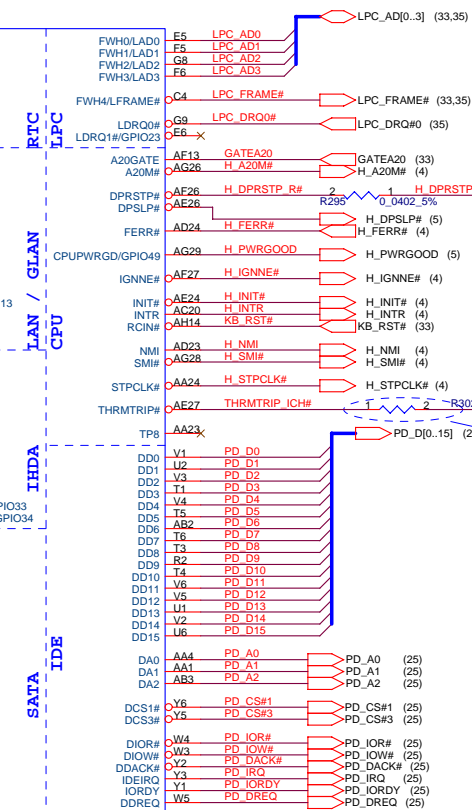 LPC_AD[0..3] (33,35)
FWH0/LAD0 E5 LPC_AD0
FWH1/LAD1 F5 LPC_AD1
FWH2/LAD2 G8 LPC_AD2
FWH3/LAD3 F6 LPC_AD3
FWH4/LFRAME# C4 LPC_FRAME# LPC_FRAME# (33,35)
LDRQ0# G9 LPC_DRQ0# LPC_DRQ#0 (35)
LDRQ1#/GPIO23 E6
RTC
LPC
A20GATE AF13 GATEA20 GATEA20 (33)
A20M# AG26 H_A20M# H_A20M# (4)
DPRSTP# AF26 H_DPRSTP_R# 2 1 H_DPRSTP
R295 0_0402_5%
DPSLP# AE26 H_DPSLP# (5)
FERR# AD24 H_FERR# H_FERR# (4)
CPUPWRGD/GPIO49 AG29 H_PWRGOOD H_PWRGOOD (5)
IGNNE# AF27 H_IGNE# H_IGNE# (4)
INIT# AE24 H_INIT# H_INIT# (4)
INTR AC20 H_INTR H_INTR (4)
RCIN# AH14 KB_RST# KB_RST# (33)
13
LAN / GLAN
CPU
NMI AD23 H_NMI H_NMI (4)
SMI# AG28 H_SMI# H_SMI# (4)
STPCLK# AA24 H_STPCLK# H_STPCLK# (4)
THRMTRIP# AE27 THRMTRIP_ICH# 1 2 R302
TP8 AA23
PD_D[0..15] (2
DD0 V1 PD_D0
DD1 U2 PD_D1
DD2 V3 PD_D2
DD3 T1 PD_D3
DD4 V4 PD_D4
DD5 T5 PD_D5
DD6 AB2 PD_D6
DD7 T6 PD_D7
DD8 T3 PD_D8
DD9 R2 PD_D9
DD10 T4 PD_D10
DD11 V6 PD_D11
DD12 V5 PD_D12
DD13 U1 PD_D13
DD14 V2 PD_D14
DD15 U6 PD_D15
IHDA
PIO33
GPIO34
DA0 AA4 PD_A0 PD_A0 (25)
DA1 AA1 PD_A1 PD_A1 (25)
DA2 AB3 PD_A2 PD_A2 (25)
DCS1# Y6 PD_CS#1 PD_CS#1 (25)
DCS3# Y5 PD_CS#3 PD_CS#3 (25)
SATA
IDE
DIOR# W4 PD_IOR# PD_IOR# (25)
DIOW# W3 PD_IOW# PD_IOW# (25)
DDACK# Y2 PD_DACK# PD_DACK# (25)
IDEIRQ Y3 PD_IRQ PD_IRQ (25)
IORDY Y1 PD_IORDY PD_IORDY (25)
DDREQ W5 PD_DREQ PD_DREQ (25)